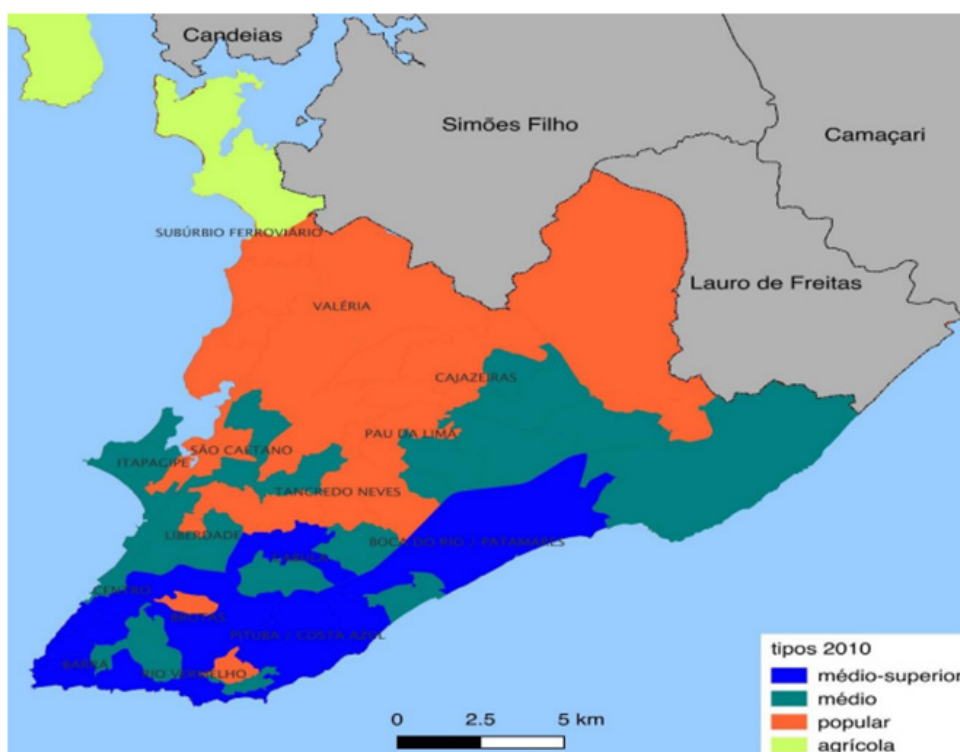 Candeias
Simões Filho
Camaçari
SUBÚRBIO FERROVIÁRIO
Lauro de Freitas
VALÉRIA
CAJAZEIRAS
PAU DA LIMA
SÃO CAETANO
ITAPAGIPE
TANCREDO NEVES
LIBERDADE
BOCA DO RIO / PATAMARES
CABULA
CENTRO
BROTAS
PITUBA / COSTA AZUL
BARRA
RIO VERMELHO
tipos 2010
médio-superior
médio
popular
agrícola
0 2.5 5 km